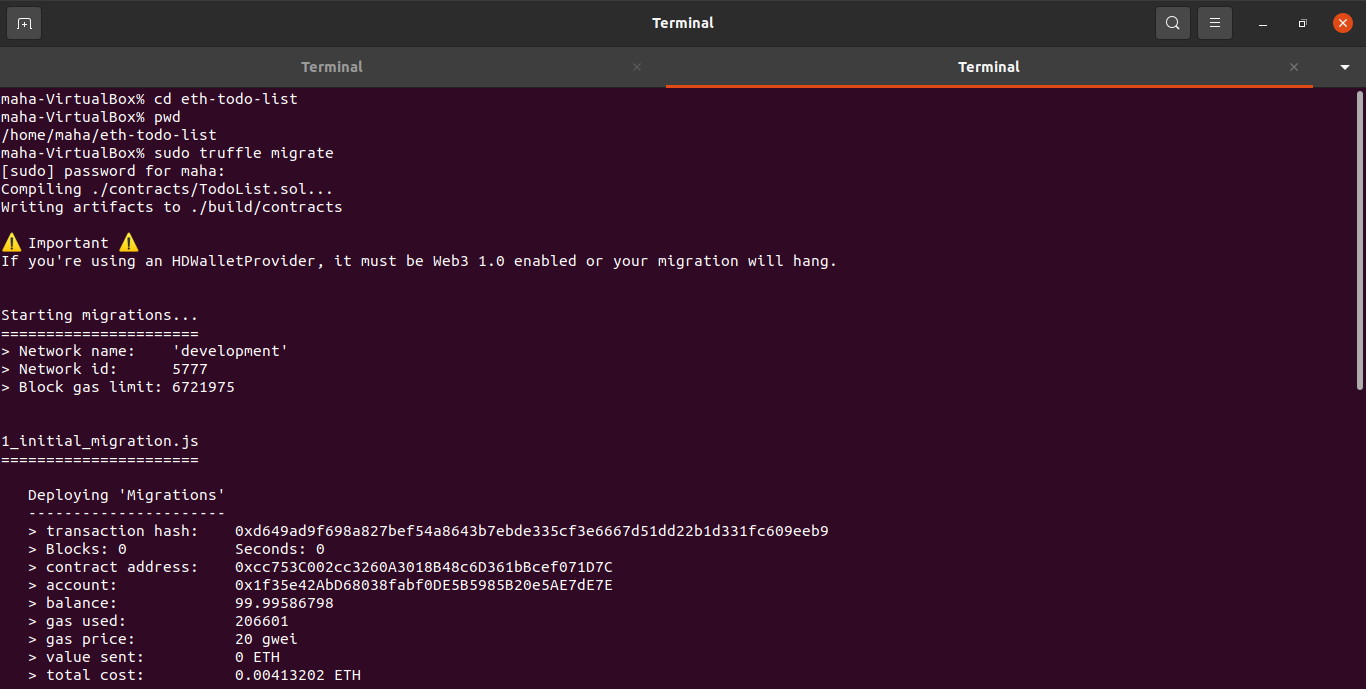 Terminal
Terminal
Terminal
maha-VirtualBox% cd eth-todo-list
maha-VirtualBox% pwd
/home/maha/eth-todo-list
maha-VirtualBox% sudo truffle migrate
[sudo] password for maha:
Compiling ./contracts/TodoList.sol...
Writing artifacts to ./build/contracts
⚠️ Important ⚠️
If you're using an HDWalletProvider, it must be Web3 1.0 enabled or your migration will hang.
Starting migrations...
======================
> Network name:    'development'
> Network id:      5777
> Block gas limit: 6721975
1_initial_migration.js
======================
   Deploying 'Migrations'
   ----------------------
   > transaction hash:    0xd649ad9f698a827bef54a8643b7ebde335cf3e6667d51dd22b1d331fc609eeb9
   > Blocks: 0            Seconds: 0
   > contract address:    0xcc753C002cc3260A3018B48c6D361bBcef071D7C
   > account:             0x1f35e42AbD68038fabf0DE5B5985B20e5AE7dE7E
   > balance:             99.99586798
   > gas used:            206601
   > gas price:           20 gwei
   > value sent:          0 ETH
   > total cost:          0.00413202 ETH